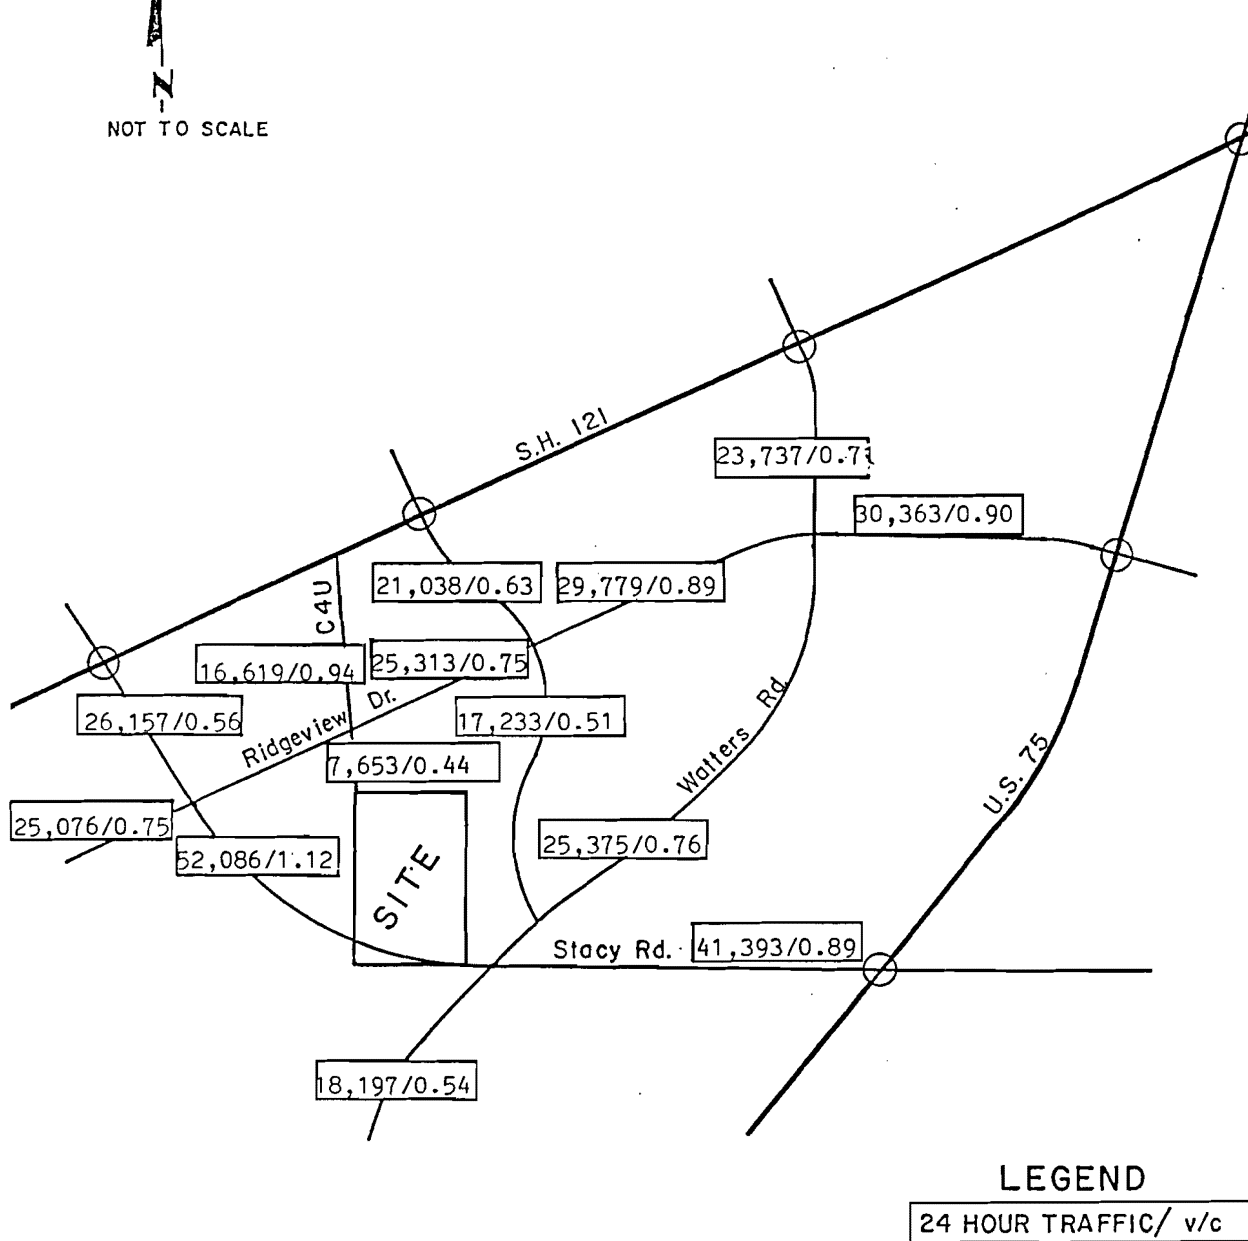 N
NOT TO SCALE
S.H. 121
23,737/0.71
30,363/0.90
21,038/0.63
29,779/0.89
C4U
16,619/0.94
25,313/0.75
26,157/0.56
Ridgeview Dr.
17,233/0.51
Watters Rd.
7,653/0.44
U.S. 75
25,076/0.75
52,086/1.12
25,375/0.76
SITE
Stacy Rd.
41,393/0.89
18,197/0.54
LEGEND
24 HOUR TRAFFIC/ v/c